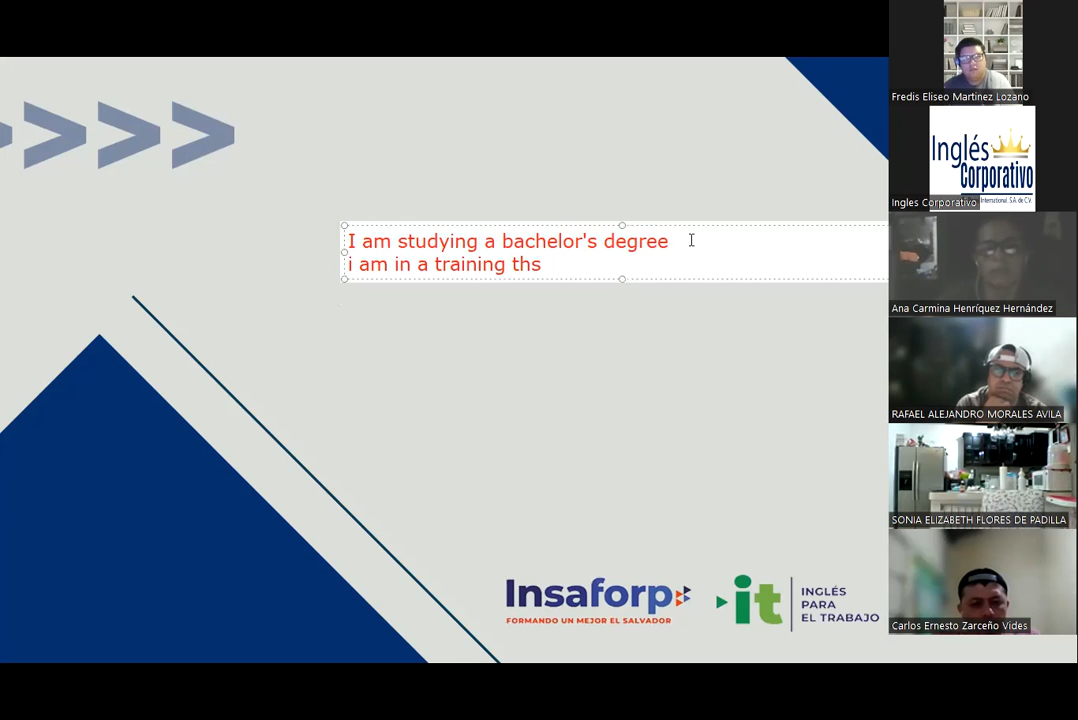 I am studying a bachelor's degree
i am in a training ths
Insaforp
FORMANDO UN MEJOR EL SALVADOR
it
INGLÉS
PARA
EL TRABAJO
Fredis Eliseo Martinez Lozano
Inglés
Corporativo
International, S.A. de C.V.
Ingles Corporativo
Ana Carmina Henríquez Hernández
RAFAEL ALEJANDRO MORALES AVILA
SONIA ELIZABETH FLORES DE PADILLA
Carlos Ernesto Zarceño Vides